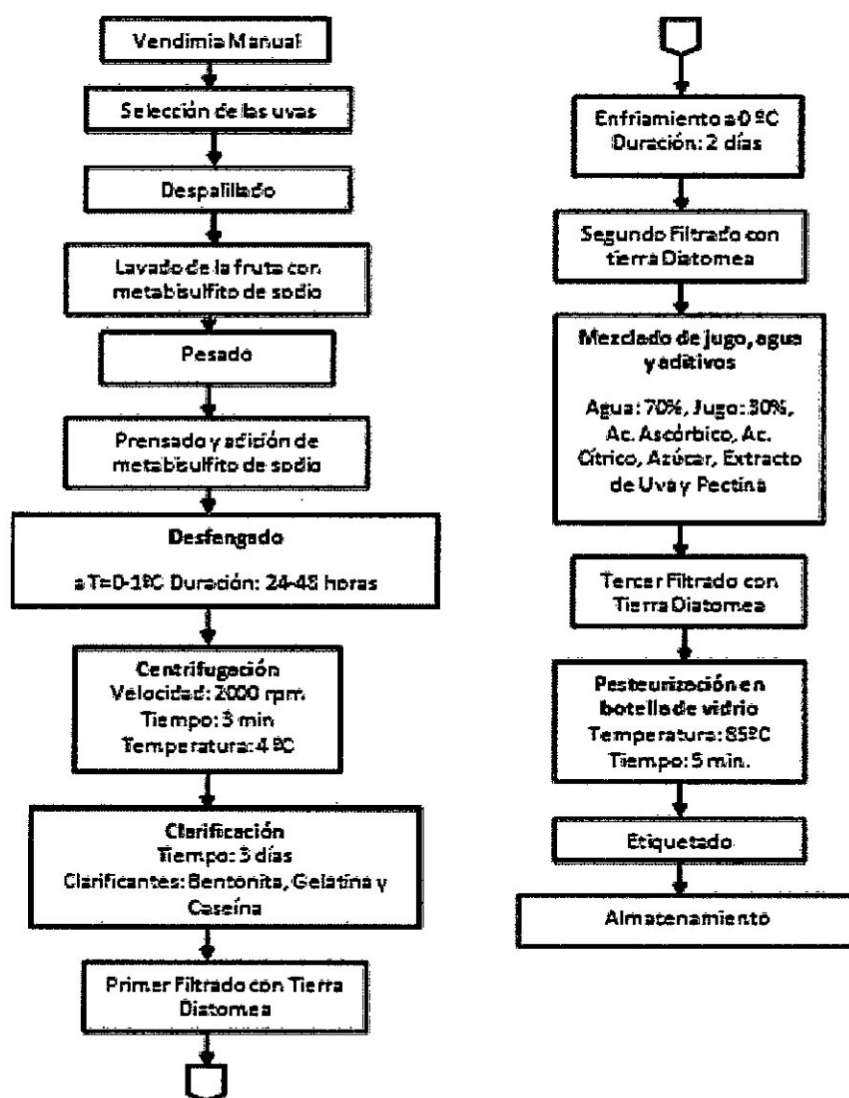 Vendimia Manual
Selección de las uvas
Despalillado
Lavado de la fruta con
metabisulfito de sodio
Pesado
Prensado y adición de
metabisulfito de sodio
Desfangado
a T=0-1ºC Duración: 24-48 horas
Centrifugación
Velocidad: 2000 rpm
Tiempo: 3 min
Temperatura: 4 ºC
Clarificación
Tiempo: 3 días
Clarificantes: Bentonita, Gelatina y
Caseína
Primer Filtrado con Tierra
Diatomea
Enfriamiento a 0 ºC
Duración: 2 días
Segundo Filtrado con
tierra Diatomea
Mezclado de jugo, agua
y aditivos
Agua: 70%, Jugo: 30%,
Ac. Ascórbico, Ac.
Cítrico, Azúcar, Extracto
de Uva y Pectina
Tercer Filtrado con
Tierra Diatomea
Pasteurización en
botella de vidrio
Temperatura: 85ºC
Tiempo: 5 min.
Etiquetado
Almacenamiento